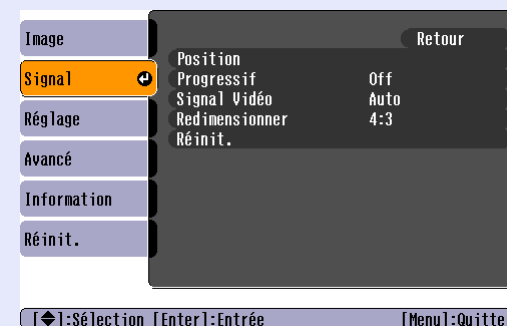 Image
Signal
Réglage
Avancé
Information
Réinit.
Retour
Position
Progressif Off
Signal Vidéo Auto
Redimensionner 4:3
Réinit.
[◆]:Sélection [Enter]:Entrée [Menu]:Quitte